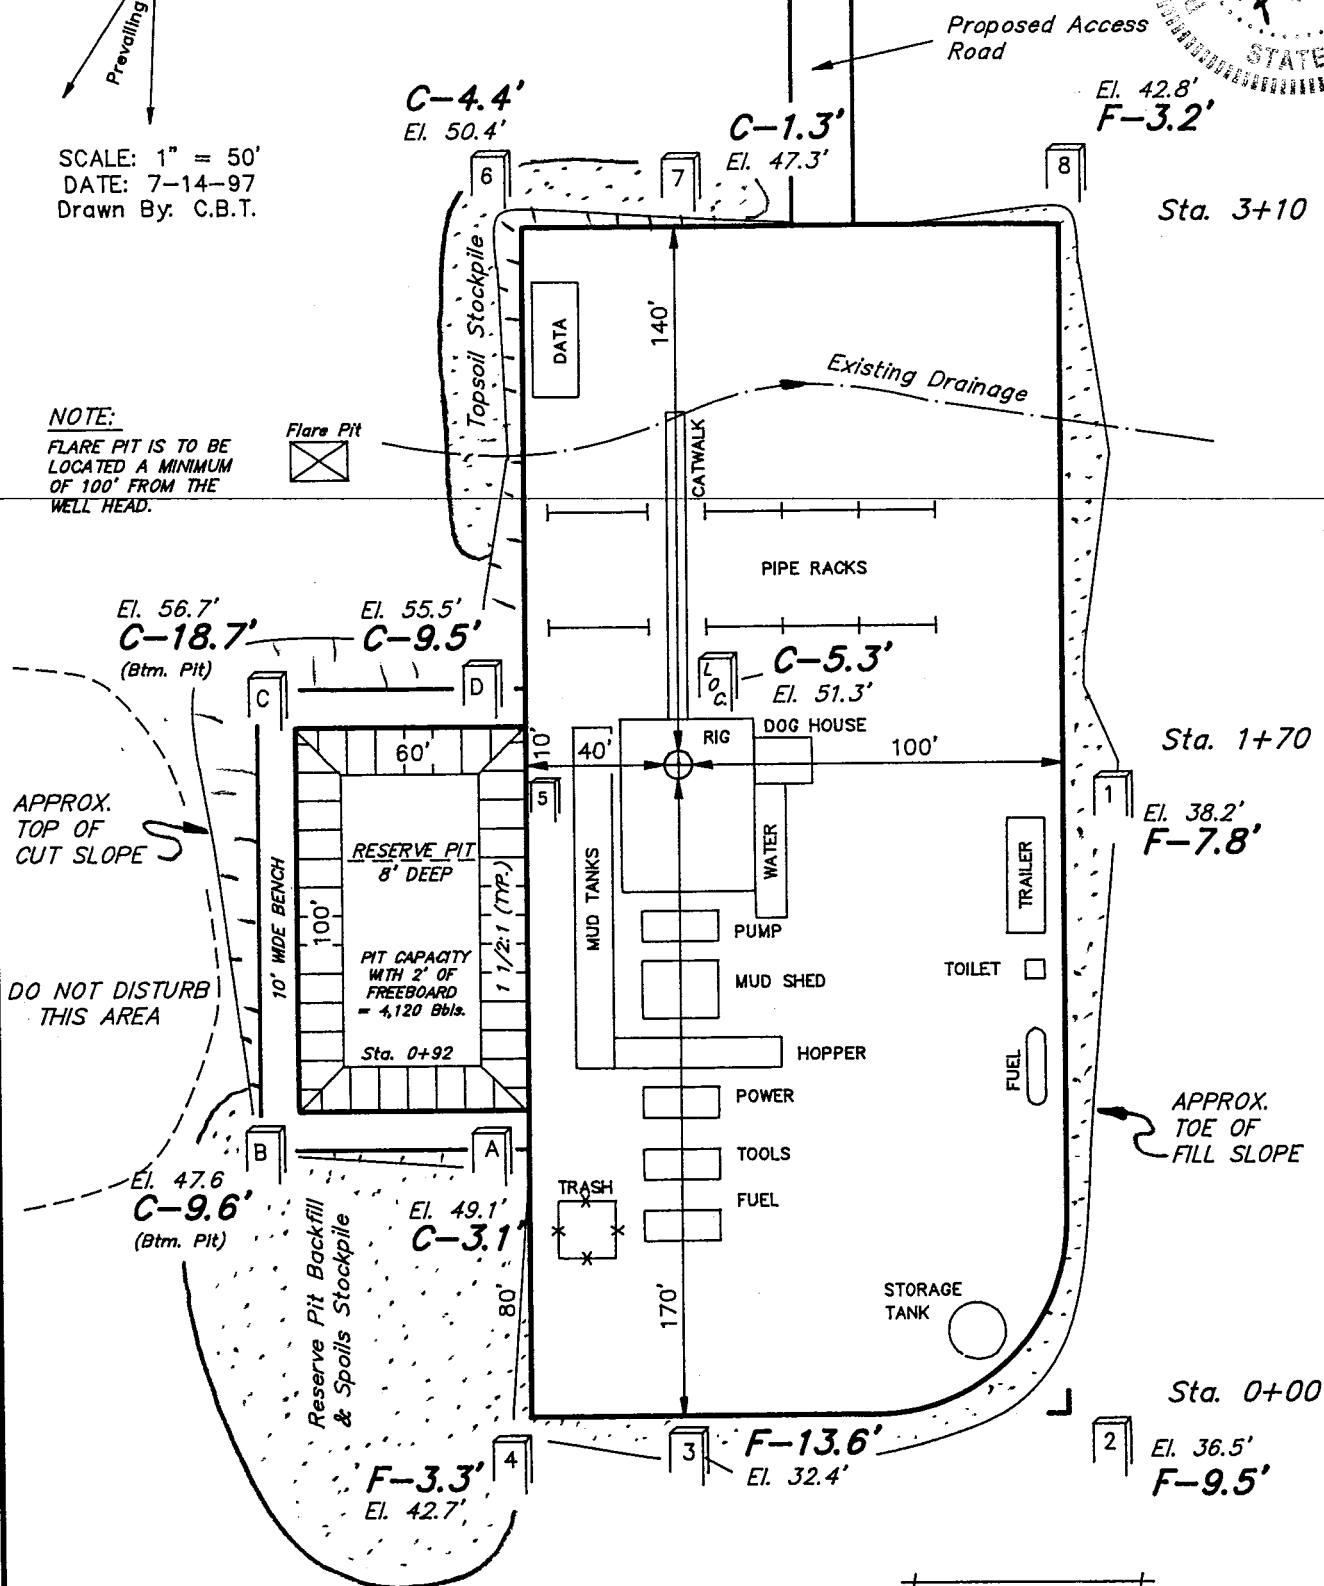 Prevailing
Proposed Access
Road
STATE
SCALE: 1" = 50'
DATE: 7-14-97
Drawn By: C.B.T.
C-4.4'
El. 50.4'
C-1.3'
El. 47.3'
El. 42.8'
F-3.2'
6
7
8
Sta. 3+10
Topsoil Stockpile
DATA
140'
Existing Drainage
NOTE:
FLARE PIT IS TO BE
LOCATED A MINIMUM
OF 100' FROM THE
WELL HEAD.
Flare Pit
CATWALK
PIPE RACKS
El. 56.7'
C-18.7'
(Btm. Pit)
El. 55.5'
C-9.5'
LOC.
C-5.3'
El. 51.3'
C
D
RIG
DOG HOUSE
Sta. 1+70
60'
10'
40'
100'
5
1
El. 38.2'
F-7.8'
APPROX.
TOP OF
CUT SLOPE
10' WIDE BENCH
100'
RESERVE PIT
8' DEEP
PIT CAPACITY
WITH 2' OF
FREEBOARD
= 4,120 Bbls.
Sta. 0+92
1 1/2:1 (TYP.)
MUD TANKS
WATER
TRAILER
PUMP
TOILET
MUD SHED
DO NOT DISTURB
THIS AREA
HOPPER
FUEL
POWER
APPROX.
TOE OF
FILL SLOPE
B
A
TOOLS
TRASH
FUEL
El. 47.6
C-9.6'
(Btm. Pit)
El. 49.1'
C-3.1'
Reserve Pit Backfill
& Spoils Stockpile
80'
170'
STORAGE
TANK
Sta. 0+00
4
3
2
F-3.3'
El. 42.7'
F-13.6'
El. 32.4'
El. 36.5'
F-9.5'